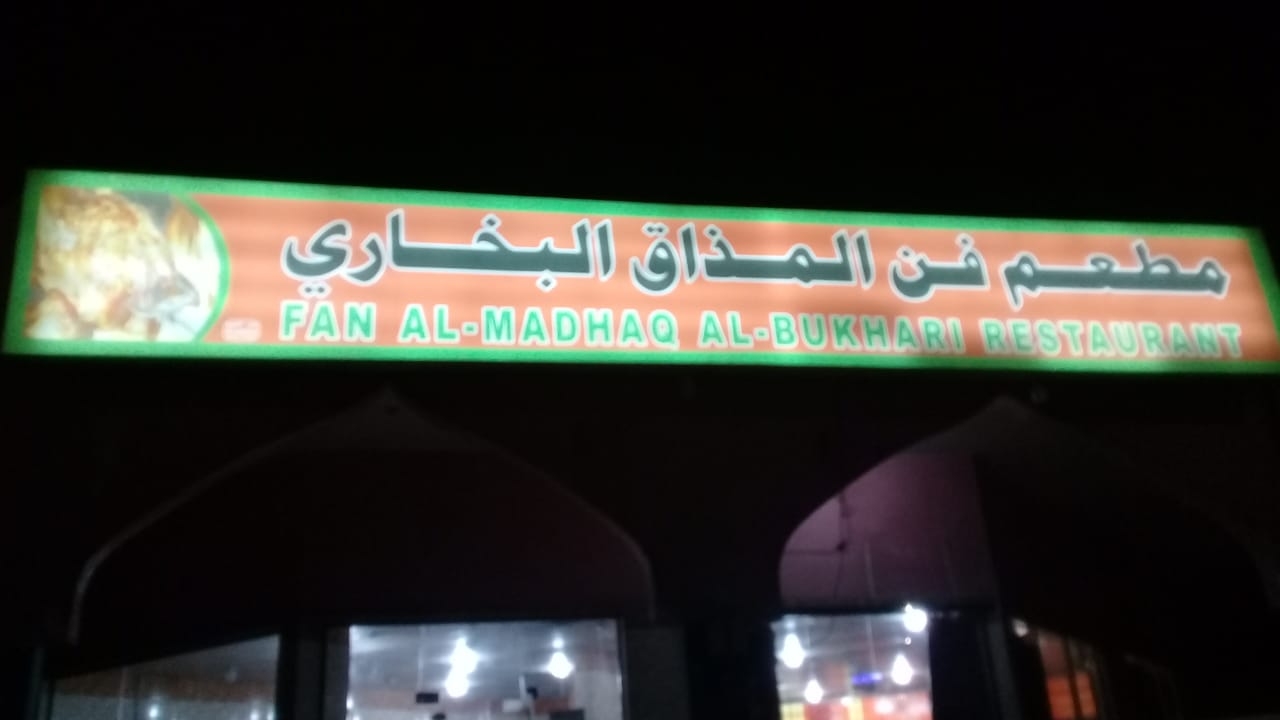 مطعم فن المذاق البخاري
FAN AL-MADHAQ AL-BUKHARI RESTAURANT